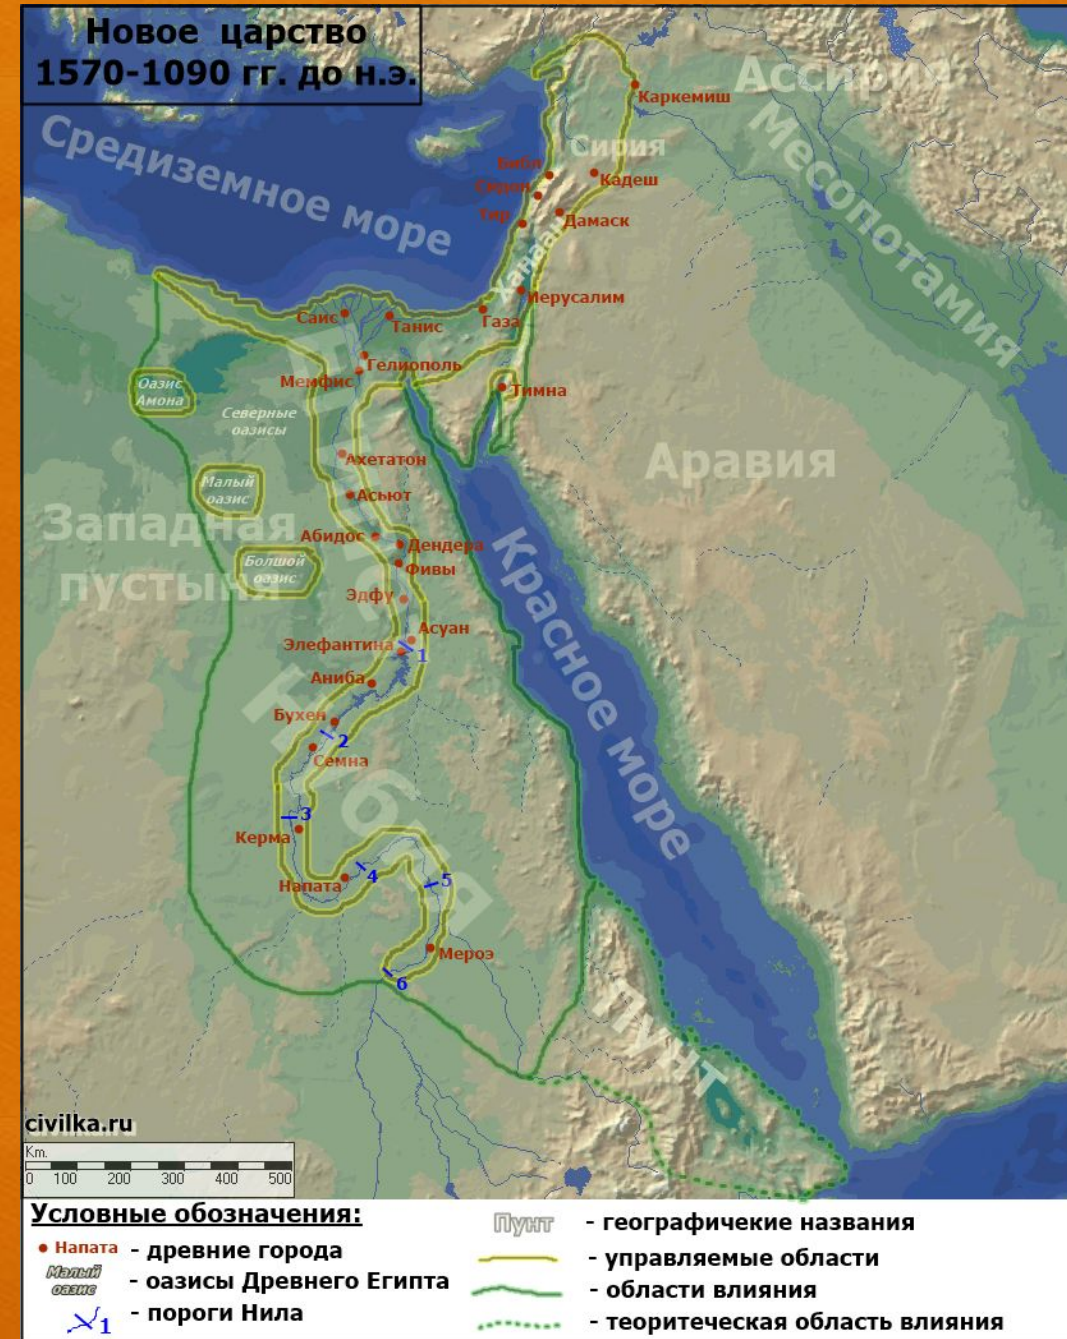 Новое царство
1570-1090 гг. до н.э.
Ассирия
Каркемиш
Месопотамия
Средиземное море
Сирия
Библ
Кадеш
Сидон
Дамаск
Тир
Ханаан
Иерусалим
Газа
Саис
Танис
Гелиополь
Мемфис
Египет
Тимна
Оазис
Амона
Северные
оазисы
Ахетатон
Аравия
Малый
оазис
Асьют
Западная
пустыня
Абидос
Дендера
Фивы
Болшой
оазис
Красное море
Эдфу
Асуан
Элефантина
1
Аниба
Нубия
Бухен
2
Семна
3
Керма
4
5
Напата
Мероэ
6
Пунт
civilka.ru
Km.
0 100 200 300 400 500
Условные обозначения:
Напата - древние города
Малый
оазис
- оазисы Древнего Египта
1 - пороги Нила
Пунт - географичекие названия
- управляемые области
- области влияния
- теоритеческая область влияния